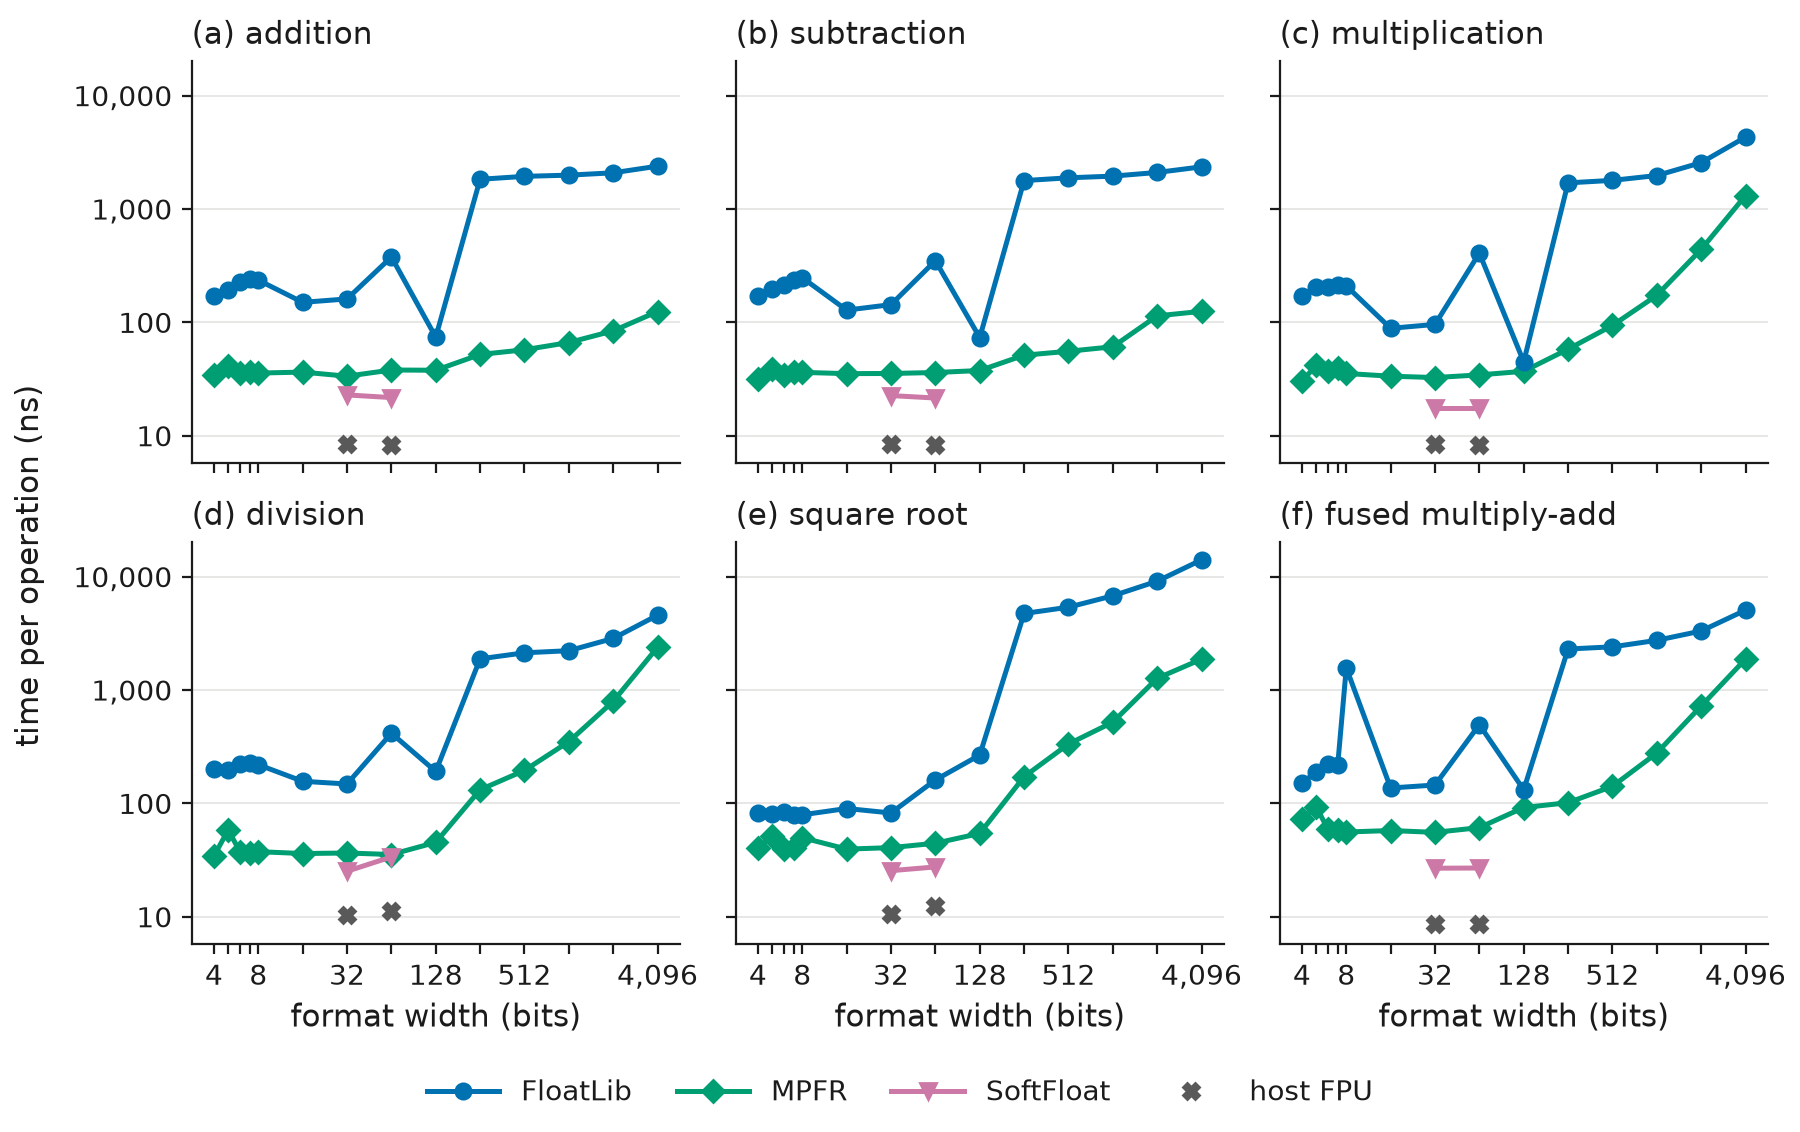 (a) addition
(b) subtraction
(c) multiplication
10,000
1,000
100
10
(d) division
(e) square root
(f) fused multiply-add
time per operation (ns)
10,000
1,000
100
10
4 8 32 128 512 4,096
4 8 32 128 512 4,096
4 8 32 128 512 4,096
format width (bits)
format width (bits)
format width (bits)
FloatLib
MPFR
SoftFloat
host FPU